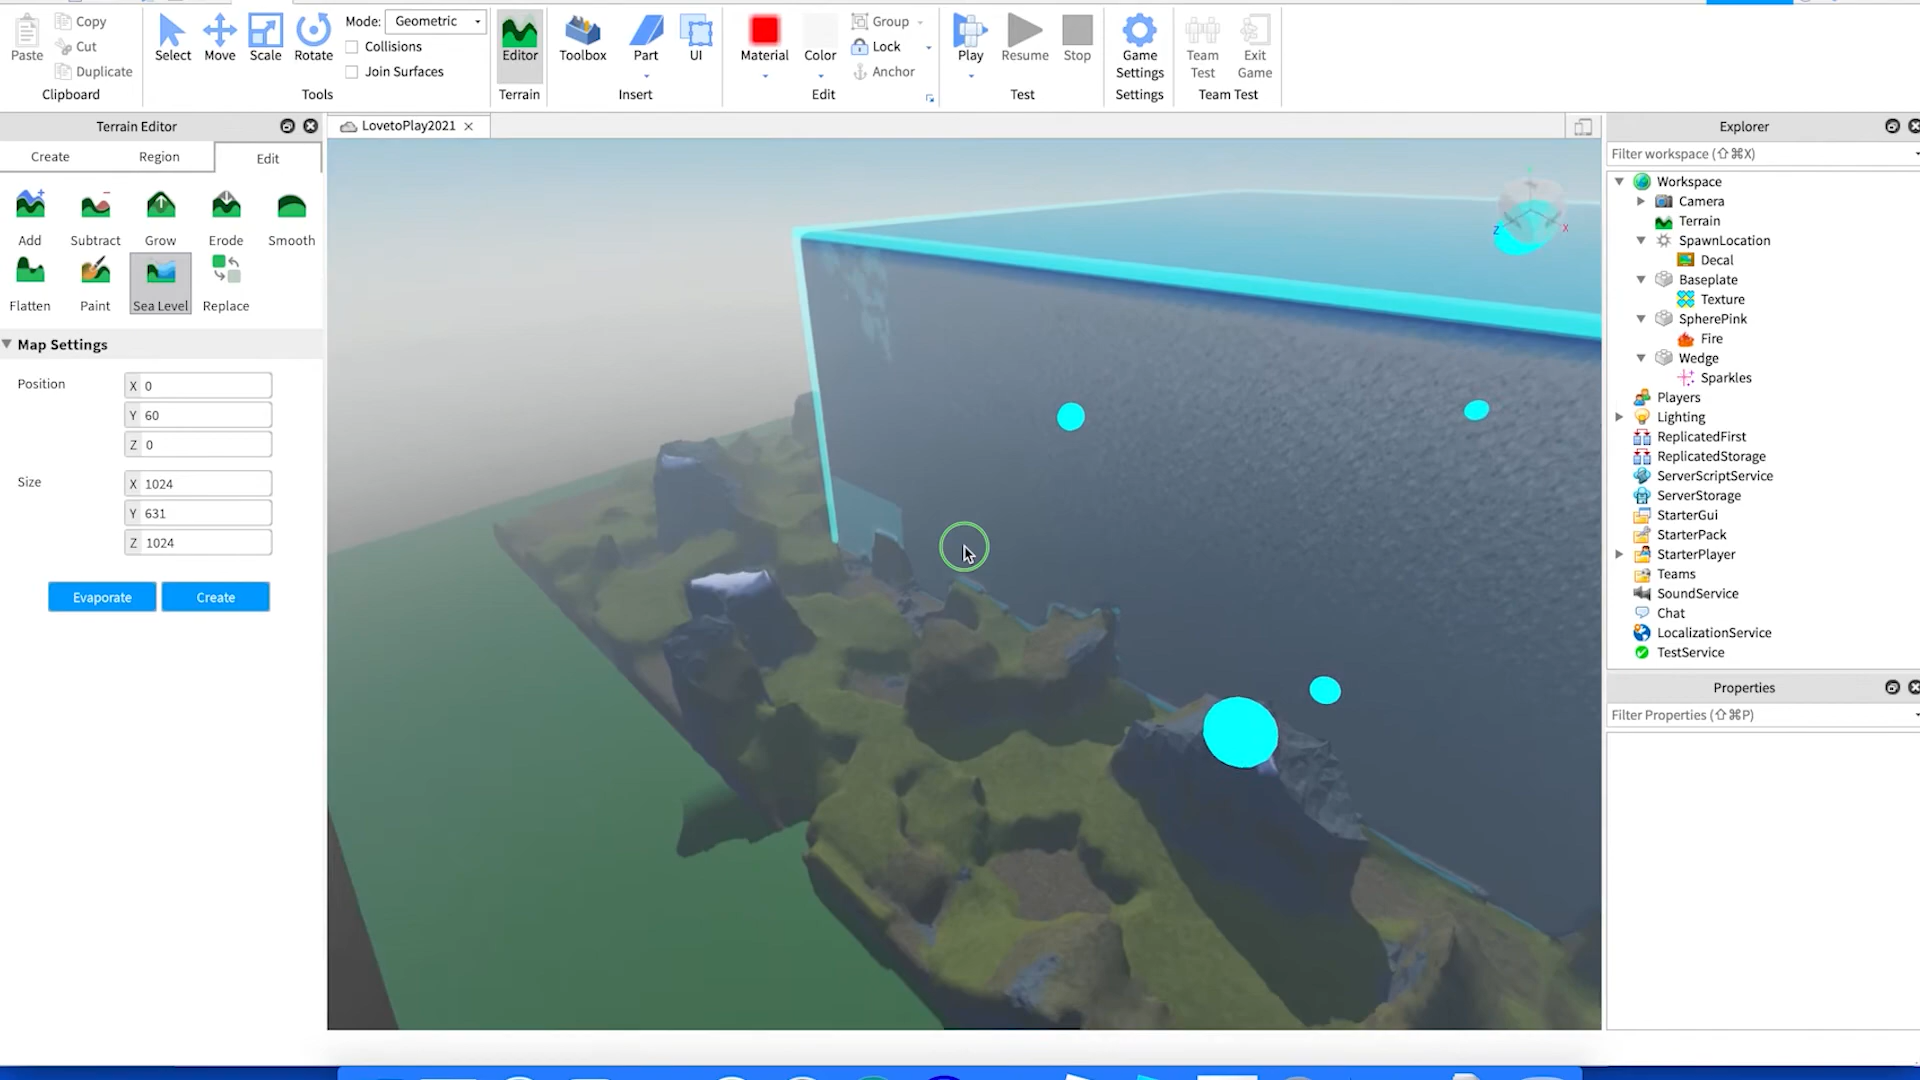 Paste
Copy
Cut
Duplicate
Clipboard
Select
Move
Scale
Rotate
Mode: Geometric
Collisions
Join Surfaces
Tools
Editor
Terrain
Toolbox
Part
UI
Insert
Material
Color
Group
Lock
Anchor
Edit
Play
Resume
Stop
Test
Game
Settings
Settings
Team
Test
Exit
Game
Team Test
Terrain Editor
Create Region Edit
Add Subtract Grow Erode Smooth
Flatten Paint Sea Level Replace
Map Settings
Position X 0
Y 60
Z 0
Size X 1024
Y 631
Z 1024
Evaporate Create
LovetoPlay2021
Z X
Explorer
Filter workspace (⇧⌘X)
Workspace
Camera
Terrain
SpawnLocation
Decal
Baseplate
Texture
SpherePink
Fire
Wedge
Sparkles
Players
Lighting
ReplicatedFirst
ReplicatedStorage
ServerScriptService
ServerStorage
StarterGui
StarterPack
StarterPlayer
Teams
SoundService
Chat
LocalizationService
TestService
Properties
Filter Properties (⇧⌘P)